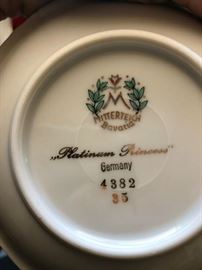 M
MITTERTEICH
Bavaria
„Platinum Princess"
Germany
4382
35